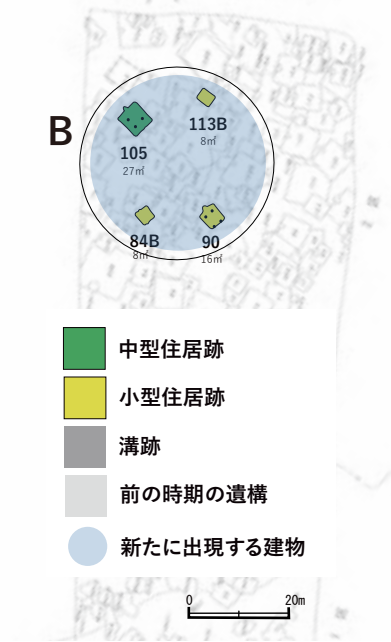 B
113B
8㎡
105
27㎡
84B
8㎡
90
16㎡
中型住居跡
小型住居跡
溝跡
前の時期の遺構
新たに出現する建物
0 20m